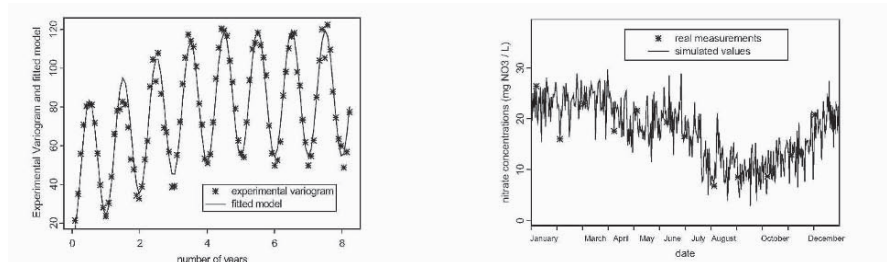 Experimental Variogram and fitted model
120
100
80
60
40
20
experimental variogram
fitted model
0
2
4
6
8
number of years
nitrate concentrations (mg NO3 / L)
30
20
10
0
real measurements
simulated values
January
March
April
May
June
July
August
October
December
date